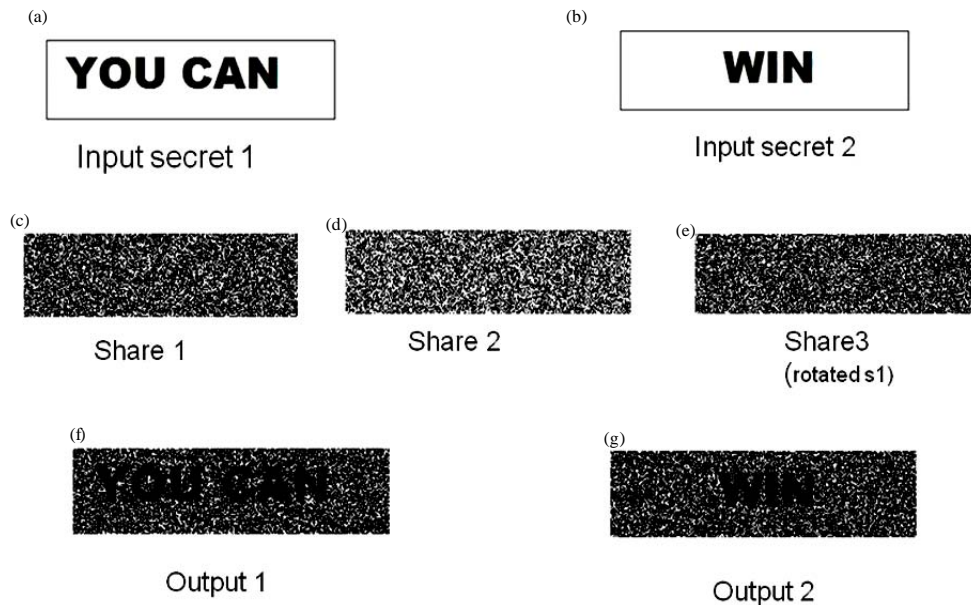 (a)
(b)
YOU CAN
WIN
Input secret 1
Input secret 2
(c)
(d)
(e)
Share 1
Share 2
Share3
(rotated s1)
(f)
(g)
YOU CAN
WIN
Output 1
Output 2